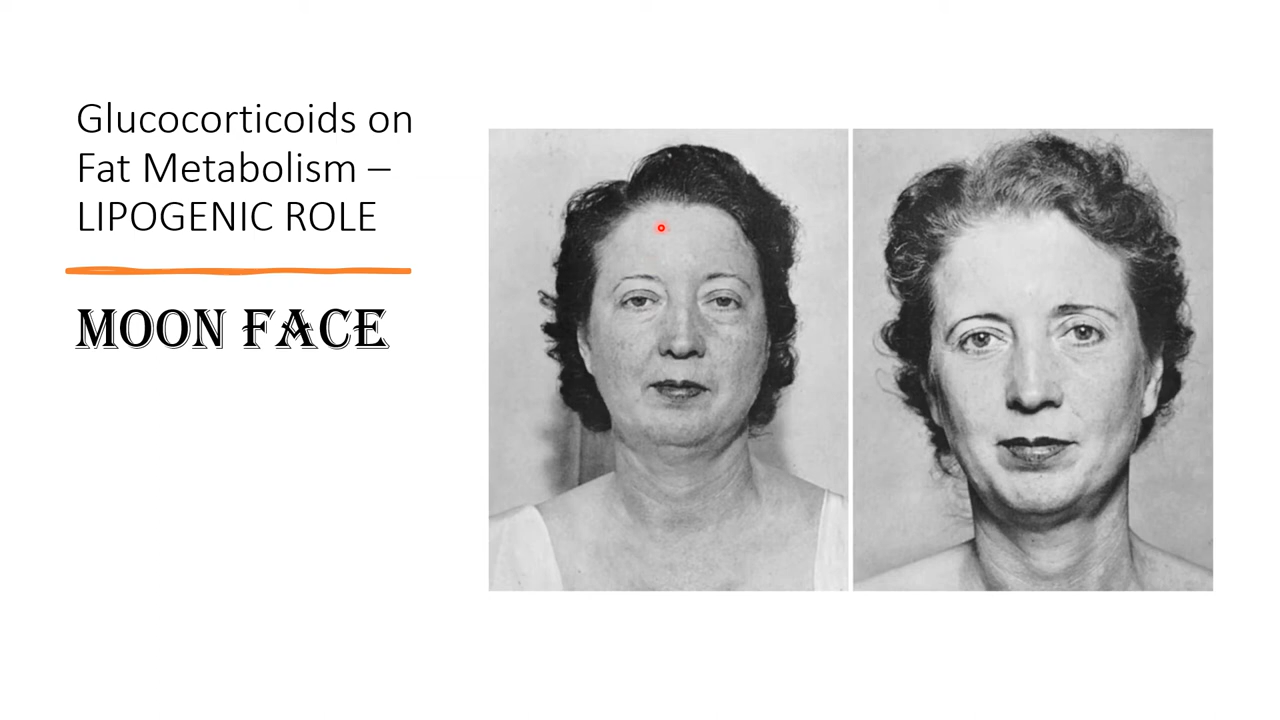 Glucocorticoids on
Fat Metabolism –
LIPOGENIC ROLE
MOON FACE